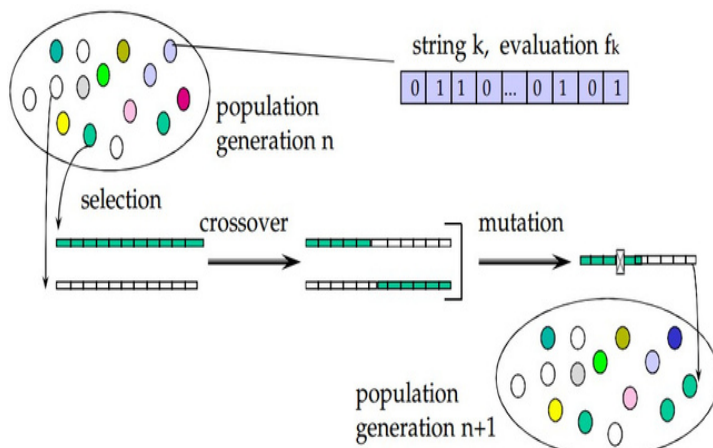 string k, evaluation fk
0 1 1 0 ... 0 1 0 1
population
generation n
selection
crossover
mutation
population
generation n+1